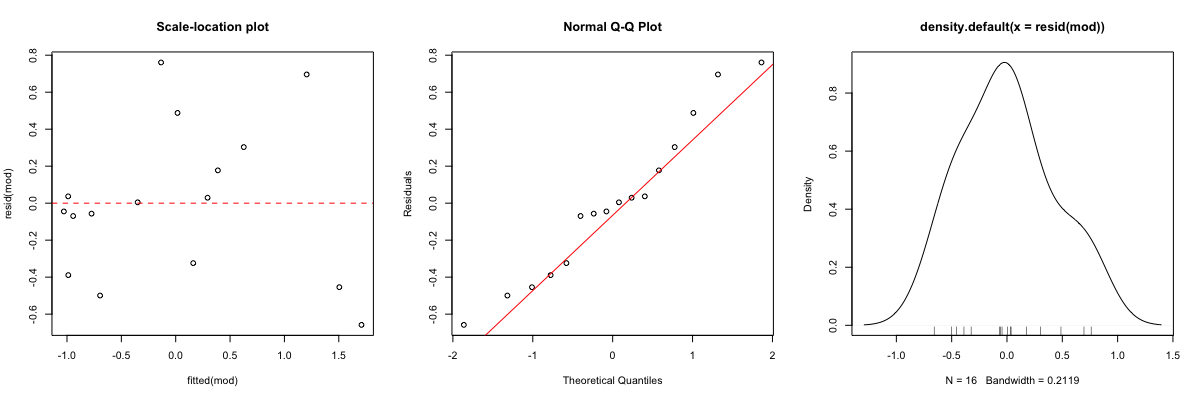 Scale-location plot
resid(mod)
0.8
0.6
0.4
0.2
0.0
-0.2
-0.4
-0.6
-1.0 -0.5 0.0 0.5 1.0 1.5
fitted(mod)
Normal Q-Q Plot
Residuals
0.8
0.6
0.4
0.2
0.0
-0.2
-0.4
-0.6
-2 -1 0 1 2
Theoretical Quantiles
density.default(x = resid(mod))
Density
0.8
0.6
0.4
0.2
0.0
-1.0 -0.5 0.0 0.5 1.0 1.5
N = 16 Bandwidth = 0.2119